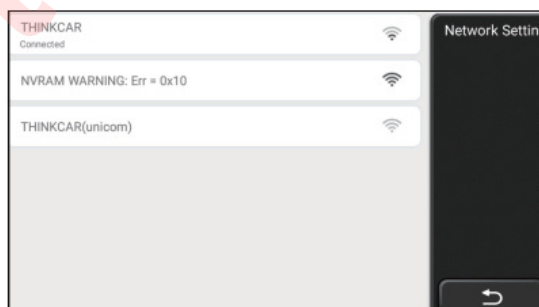 THINKCAR
Connected
NVRAM WARNING: Err = 0x10
THINKCAR(unicom)
Network Settin